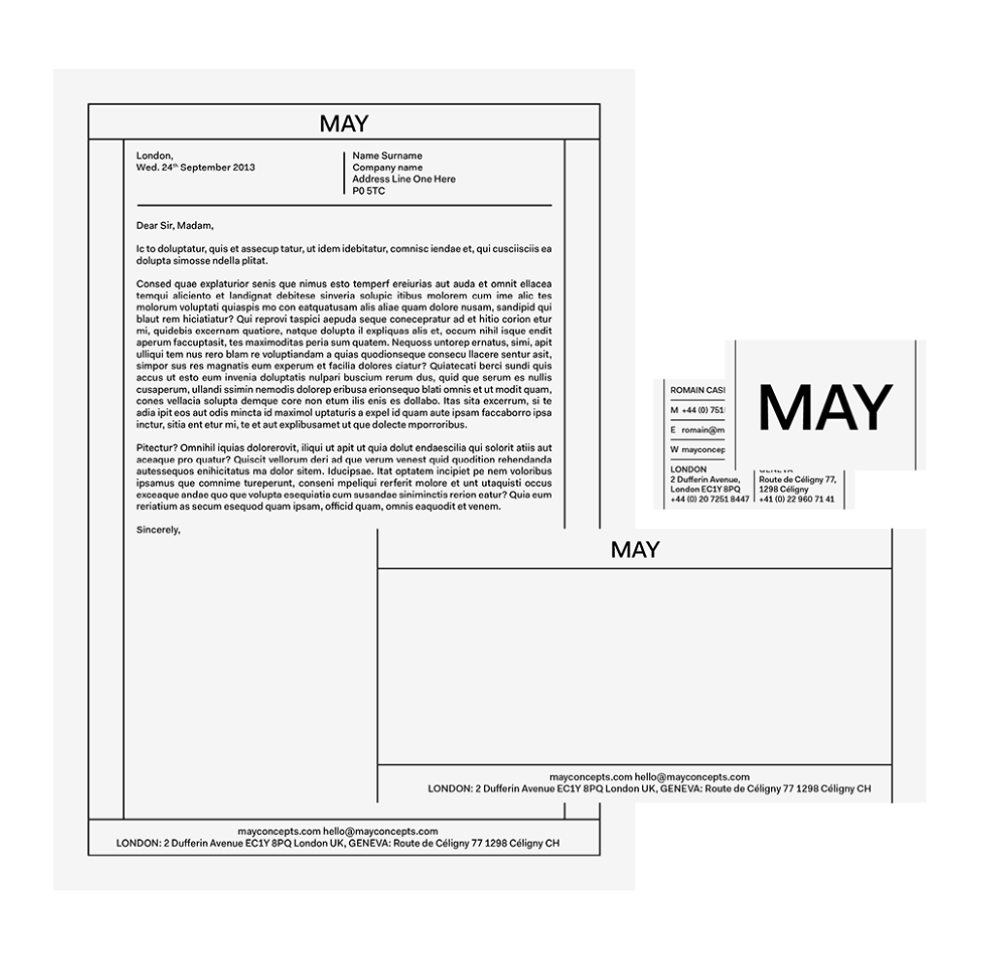 MAY
London,
Wed. 24th September 2013
Name Surname
Company name
Address Line One Here
P0 5TC
Dear Sir, Madam,
Ic to doluptatur, quis et assecup tatur, ut idem idebitatur, comnisc iendae et, qui cusciisciis ea
dolupta simosse ndella plitat.
Consed quae explaturior senis que nimus esto temperf ereiurias aut auda et omnit ellacea
temqui aliciento et landignat debitese sinveria solupic itibus molorem cum ime alic tes
molorum voluptati quiaspis mo con eatquatusam alis aliae quam dolore nusam, sandipid qui
blaut rem hiciatiatur? Qui reprovi taspici aepuda seque conecepratur ad et hitio corion etur
mi, quidebis excernam quatiore, natque dolupta il expliquas alis et, occum nihil isque endit
aperum faccuptasit, tes maximoditas peria sum quatem. Nequoss untorep ernatus, simi, apit
ulliqui tem nus rero blam re voluptiandam a quias quodionseque consecu llacere sentur asit,
simpor sus res magnatis eum experum et facilia dolores ciatur? Quiatecati berci sundi quis
accus ut esto eum invenia doluptatis nulpari buscium rerum dus, quid que serum es nullis
cusaperum, ullandi ssimin nemodis dolorep eribusa erionsequo blati omnis et ut modit quam,
cones vellacia solupta demque core non etum ilis enis es dollabo. Itas sita excerrum, si te
adia ipit eos aut odis mincta id maximol uptaturis a expel id quam aute ipsam faccaborro ipsa
inctur, sitia ent etur mi, te et aut explibusamet ut que dolecte mporroribus.
Pitectur? Omnihil iquias dolorerovit, iliqui ut apit ut quia dolut endaescilia qui solorit atiis aut
aceaque pro quatur? Quiscit vellorum deri ad que verum venest quid quodition rehendanda
autessequos enihicitatus ma dolor sitem. Iducipsae. Itat optatem incipiet pe nem voloribus
ipsamus que comnime tureperunt, conseni mpeliqui rerferit molore et unt utaquisti occus
exceaque andae quo que volupta esequiatia cum susandae siniminctis rerion eatur? Quia eum
reriatium as secum esequod quam ipsam, officid quam, omnis eaquodit et venem.
Sincerely,
mayconcepts.com hello@mayconcepts.com
LONDON: 2 Dufferin Avenue EC1Y 8PQ London UK, GENEVA: Route de Céligny 77 1298 Céligny CH
MAY
ROMAIN CASI
M +44 (0) 751
E romain@m
W mayconcep
LONDON
2 Dufferin Avenue,
London EC1Y 8PQ
+44 (0) 20 7251 8447
GENEVA
Route de Céligny 77,
1298 Céligny
+41 (0) 22 960 71 41
MAY
mayconcepts.com hello@mayconcepts.com
LONDON: 2 Dufferin Avenue EC1Y 8PQ London UK, GENEVA: Route de Céligny 77 1298 Céligny CH